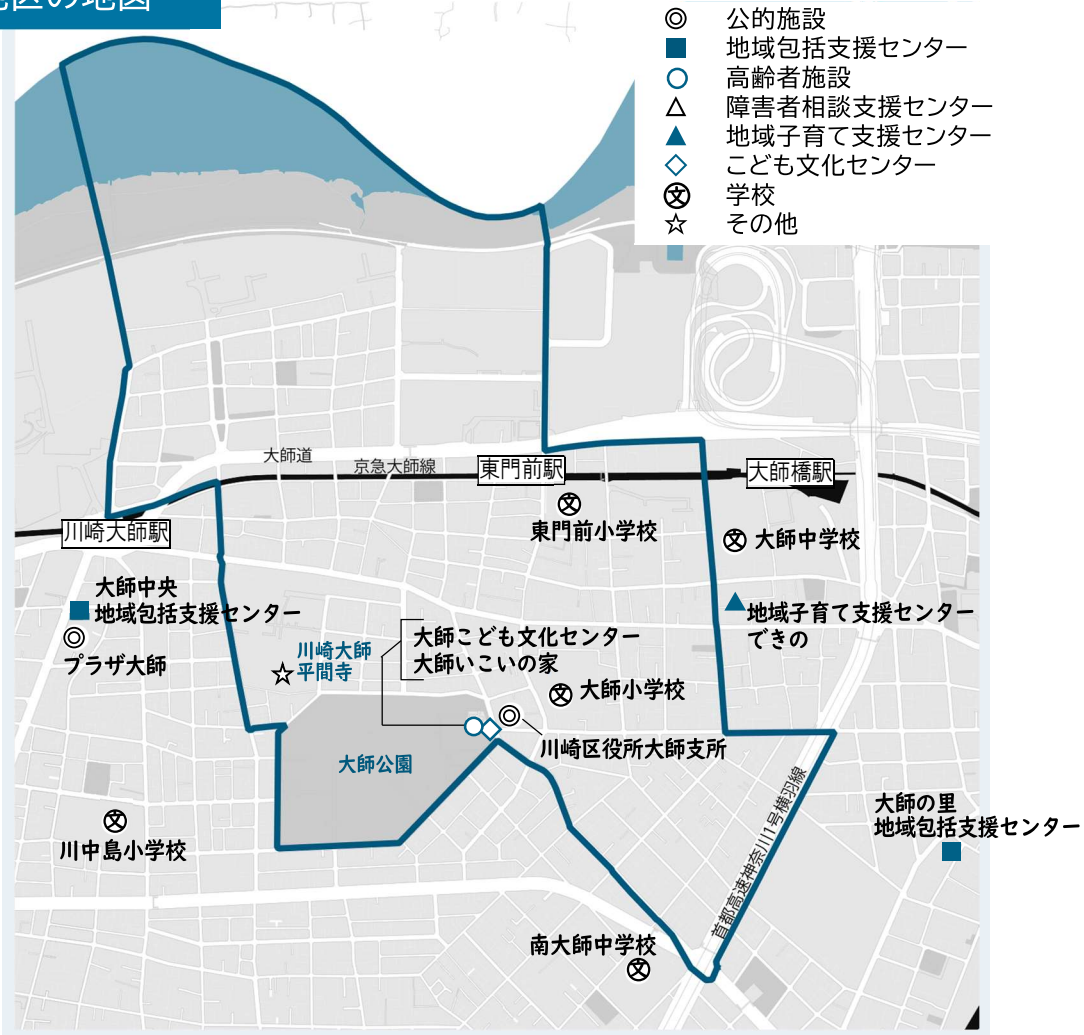 区の地図
公的施設
地域包括支援センター
高齢者施設
障害者相談支援センター
地域子育て支援センター
こども文化センター
文 学校
その他
大師道
京急大師線
東門前駅
大師橋駅
川崎大師駅
文
東門前小学校
文 大師中学校
大師中央
地域包括支援センター
プラザ大師
地域子育て支援センター
できの
川崎大師
平間寺
大師こども文化センター
大師いこいの家
文 大師小学校
川崎区役所大師支所
大師公園
首都高速神奈川1号横羽線
大師の里
地域包括支援センター
文
川中島小学校
南大師中学校
文